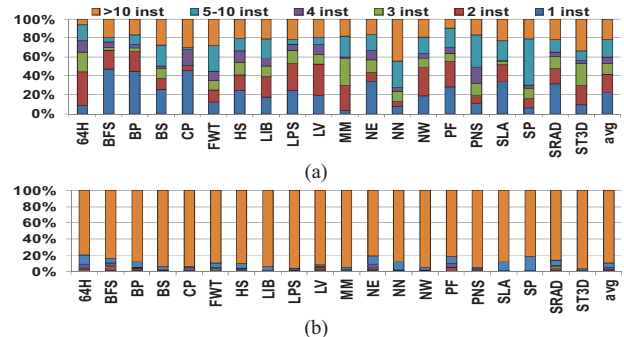 >10 inst 5-10 inst 4 inst 3 inst 2 inst 1 inst
100%
80%
60%
40%
20%
0%
64H BFS BP BS CP FWT HS LIB LPS LV MM NE NN NW PF PNS SLA SP SRAD ST3D avg
(a)
100%
80%
60%
40%
20%
0%
64H BFS BP BS CP FWT HS LIB LPS LV MM NE NN NW PF PNS SLA SP SRAD ST3D avg
(b)